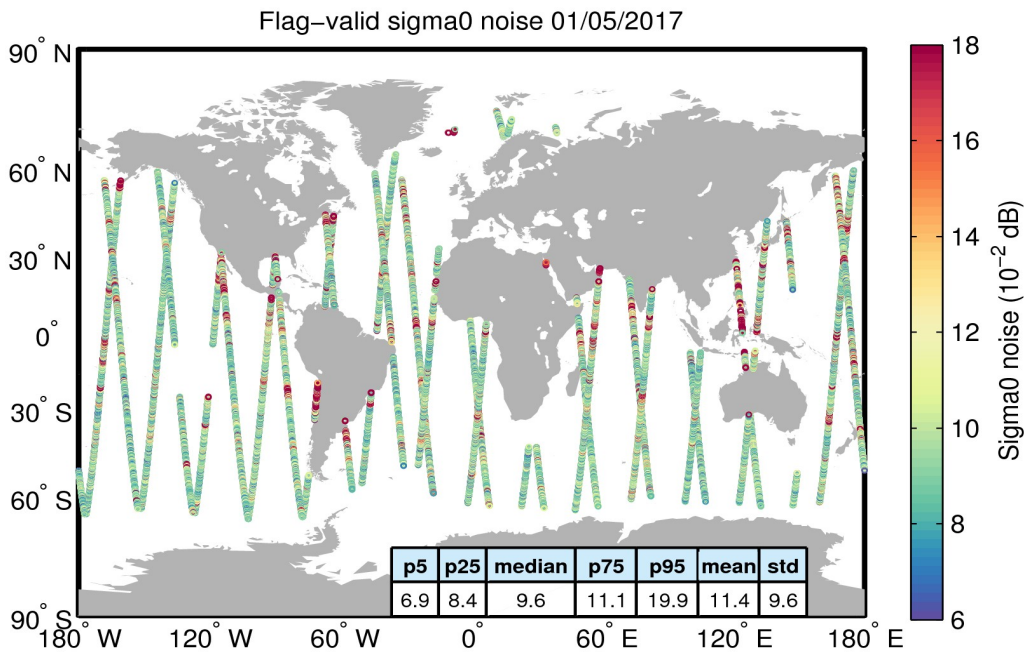 Flag−valid sigma0 noise 01/05/2017
90° N
60° N
30° N
0°
30° S
60° S
90° S
180° W
120° W
60° W
0°
60° E
120° E
180° E
p5 p25 median p75 p95 mean std
6.9 8.4 9.6 11.1 19.9 11.4 9.6
18
16
14
12
10
8
6
Sigma0 noise (10⁻² dB)